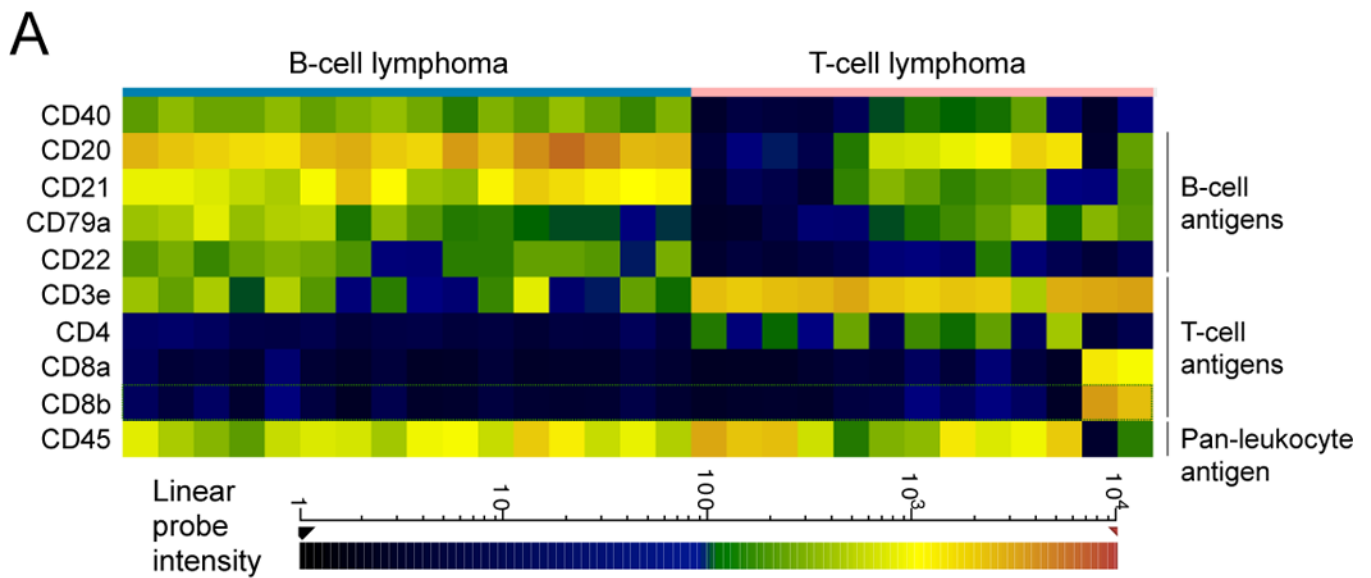 A
B-cell lymphoma
T-cell lymphoma
CD40
CD20
CD21
CD79a
CD22
CD3e
CD4
CD8a
CD8b
CD45
B-cell
antigens
T-cell
antigens
Pan-leukocyte
antigen
Linear
probe
intensity
1
10
100
10³
10⁴